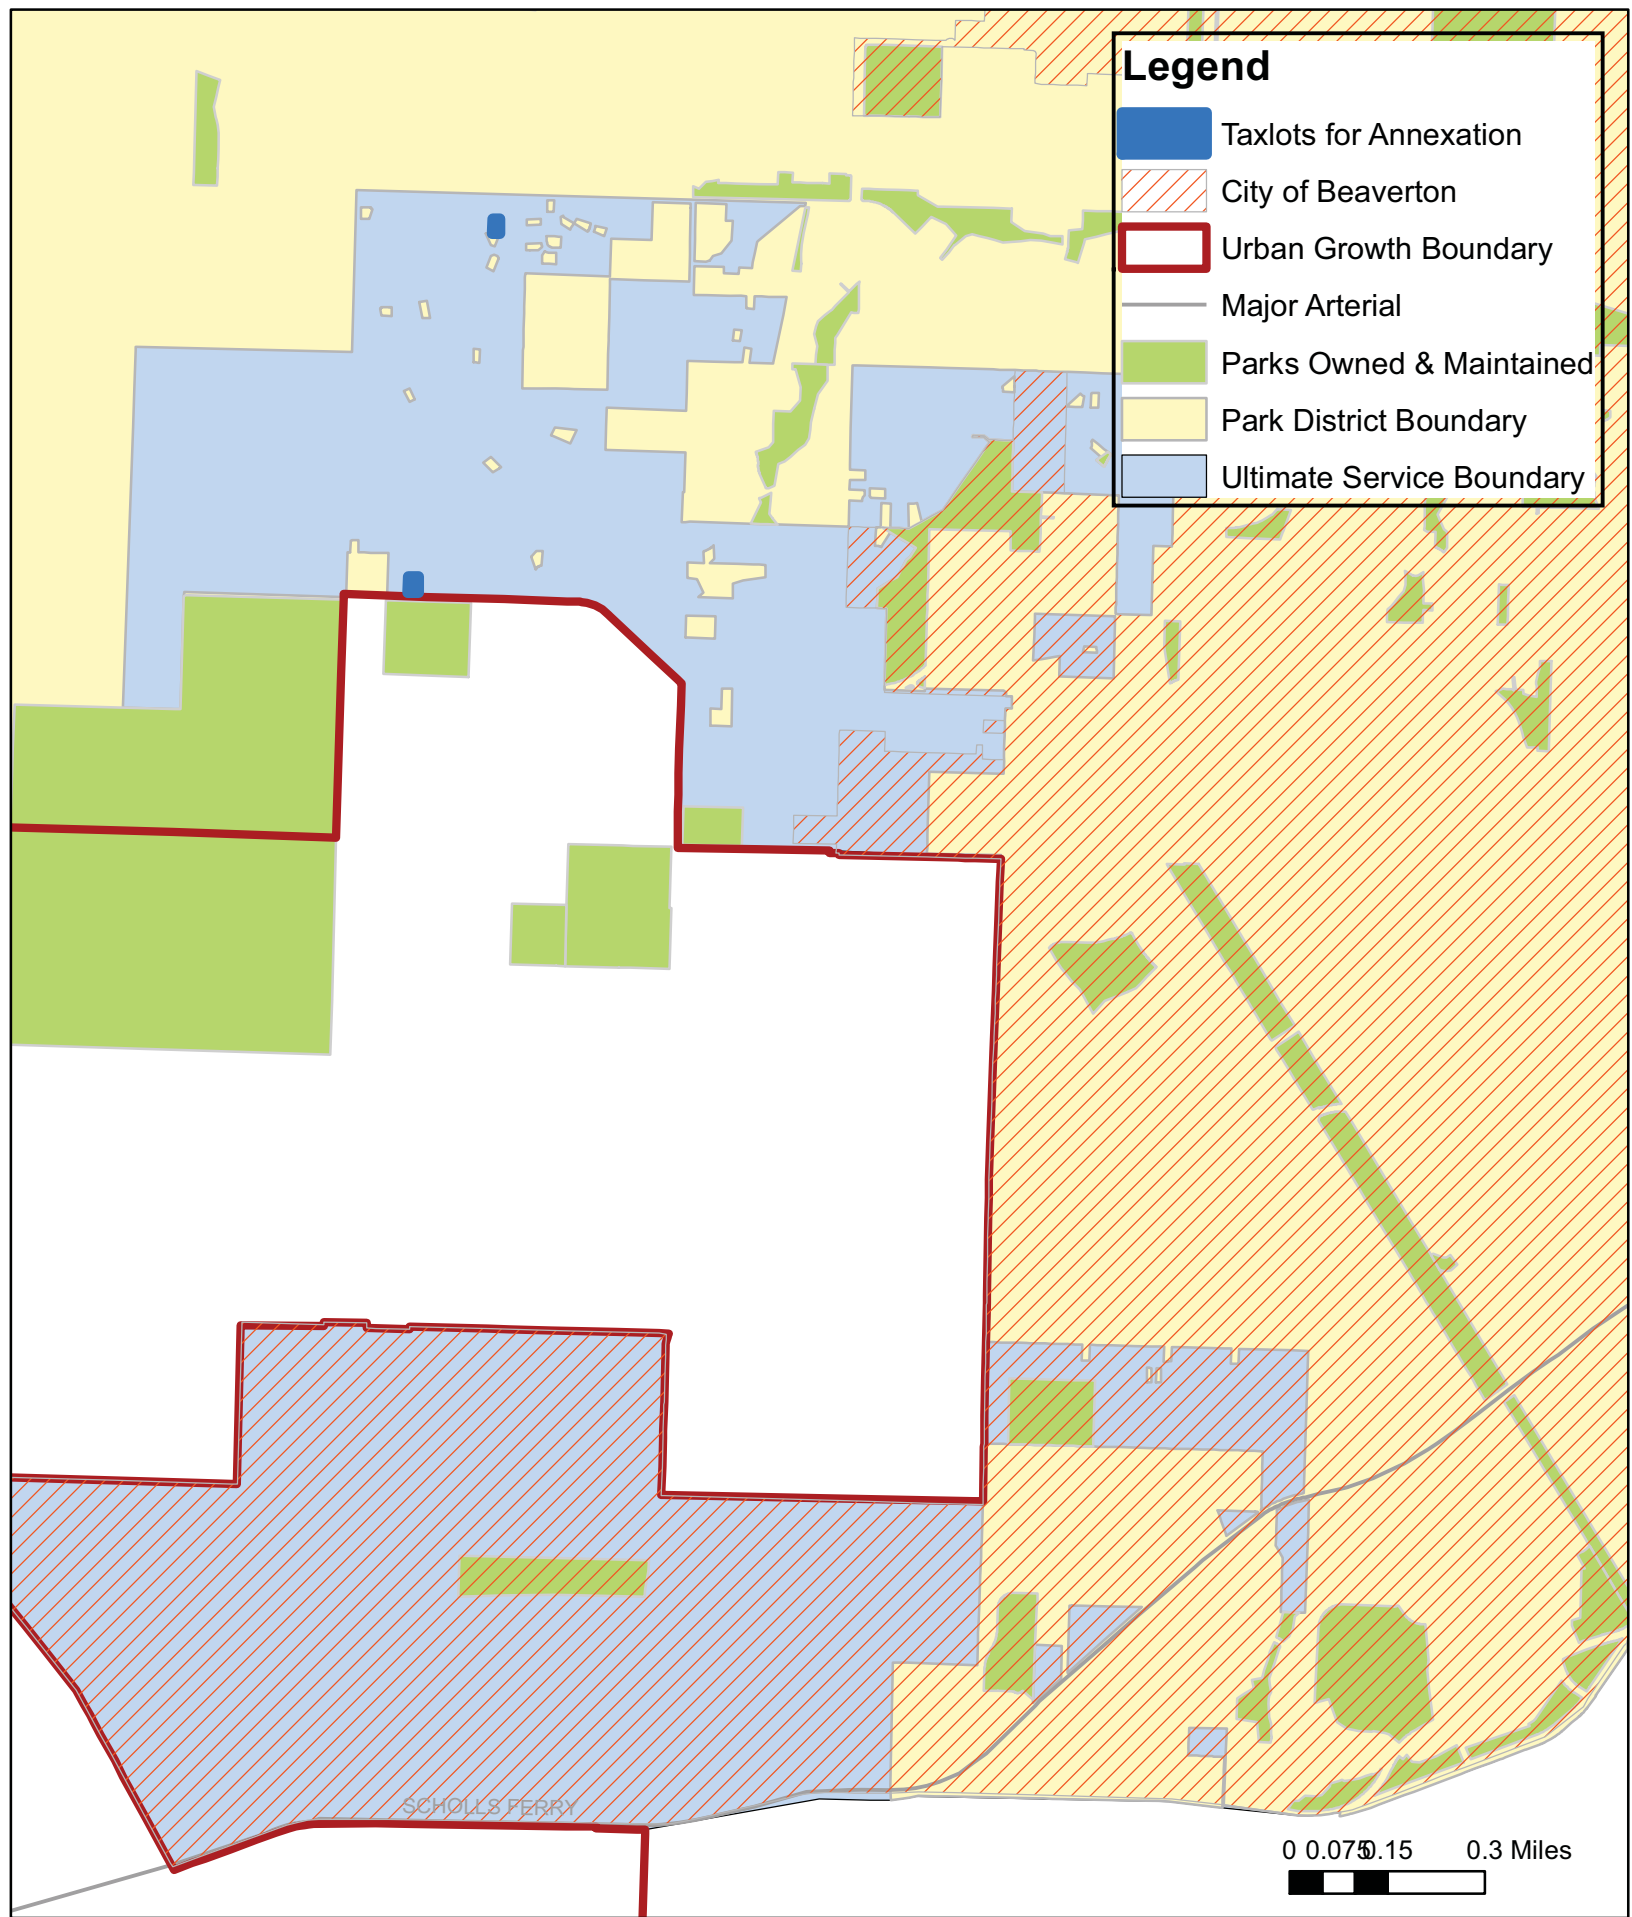 Legend
Taxlots for Annexation
City of Beaverton
Urban Growth Boundary
Major Arterial
Parks Owned & Maintained
Park District Boundary
Ultimate Service Boundary
SCHOLLS FERRY
0 0.075 0.15 0.3 Miles